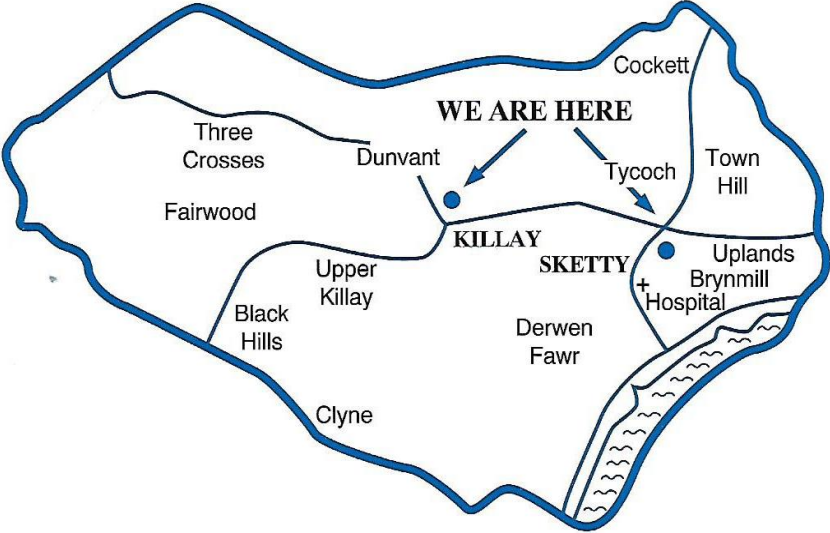 Cockett
WE ARE HERE
Three
Crosses
Dunvant
Tycoch
Town
Hill
Fairwood
KILLAY
SKETTY
Uplands
Brynmill
Upper
Killay
Hospital
Black
Hills
Derwen
Fawr
Clyne